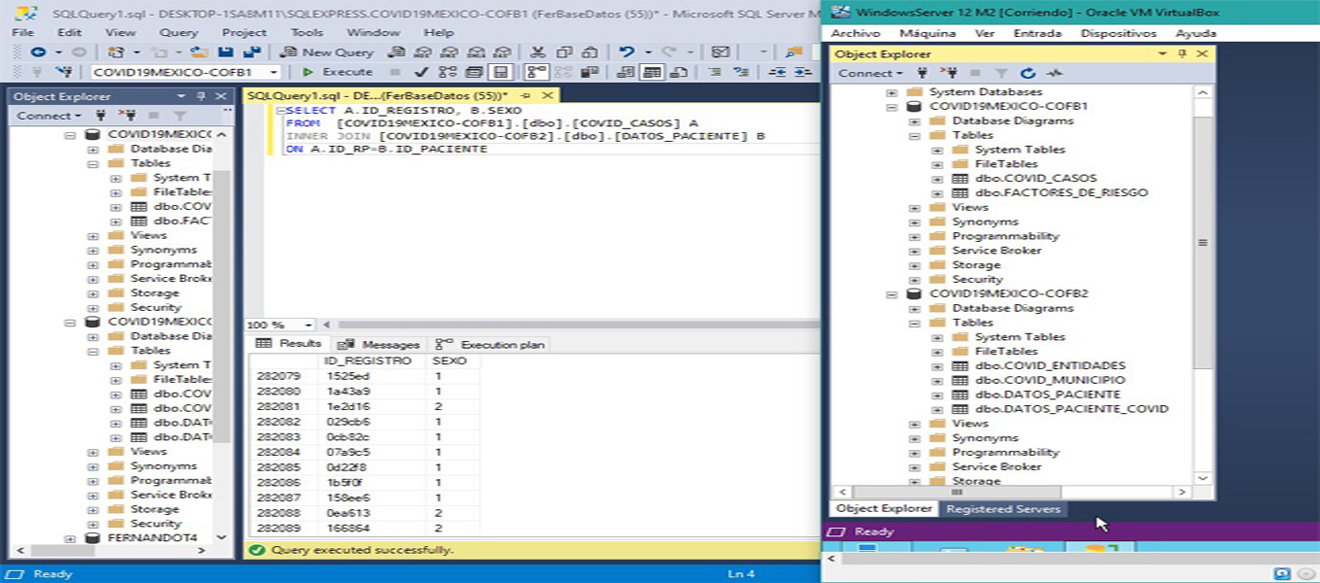 SQLQuery1.sql - DESKTOP-1SA8M11\SQLEXPRESS.COVID19MEXICO-COFB1 (FerBaseDatos (55))* - Microsoft SQL Server M
File Edit View Query Project Tools Window Help
New Query
COVID19MEXICO-COFB1 Execute
Object Explorer
Connect
COVID19MEXICC
Database Dia
Tables
System T
FileTable
dbo.COV
dbo.FAC
Views
Synonyms
Programmat
Service Broke
Storage
Security
COVID19MEXICC
Database Dia
Tables
System T
FileTable
dbo.COV
dbo.COV
dbo.DAT
dbo.DAT
Views
Synonyms
Programmat
Service Broke
Storage
Security
FERNANDOT4
SQLQuery1.sql - DE...(FerBaseDatos (55))*
SELECT A.ID_REGISTRO, B.SEXO
FROM [COVID19MEXICO-COFB1].[dbo].[COVID_CASOS] A
INNER JOIN [COVID19MEXICO-COFB2].[dbo].[DATOS_PACIENTE] B
ON A.ID_RP=B.ID_PACIENTE
100 %
Results Messages Execution plan
ID_REGISTRO SEXO
282079 1525ed 1
282080 1a43a9 1
282081 1e2d16 2
282082 029cb6 1
282083 0cb82c 1
282084 07a9c5 1
282085 0d22f8 1
282086 1b5f0f 1
282087 158ee6 1
282088 0ea613 2
282089 166864 2
Query executed successfully.
Ready Ln 4
WindowsServer 12 M2 [Corriendo] - Oracle VM VirtualBox
Archivo Máquina Ver Entrada Dispositivos Ayuda
Object Explorer
Connect
System Databases
COVID19MEXICO-COFB1
Database Diagrams
Tables
System Tables
FileTables
dbo.COVID_CASOS
dbo.FACTORES_DE_RIESGO
Views
Synonyms
Programmability
Service Broker
Storage
Security
COVID19MEXICO-COFB2
Database Diagrams
Tables
System Tables
FileTables
dbo.COVID_ENTIDADES
dbo.COVID_MUNICIPIO
dbo.DATOS_PACIENTE
dbo.DATOS_PACIENTE_COVID
Views
Synonyms
Programmability
Service Broker
Storage
Object Explorer Registered Servers
Ready